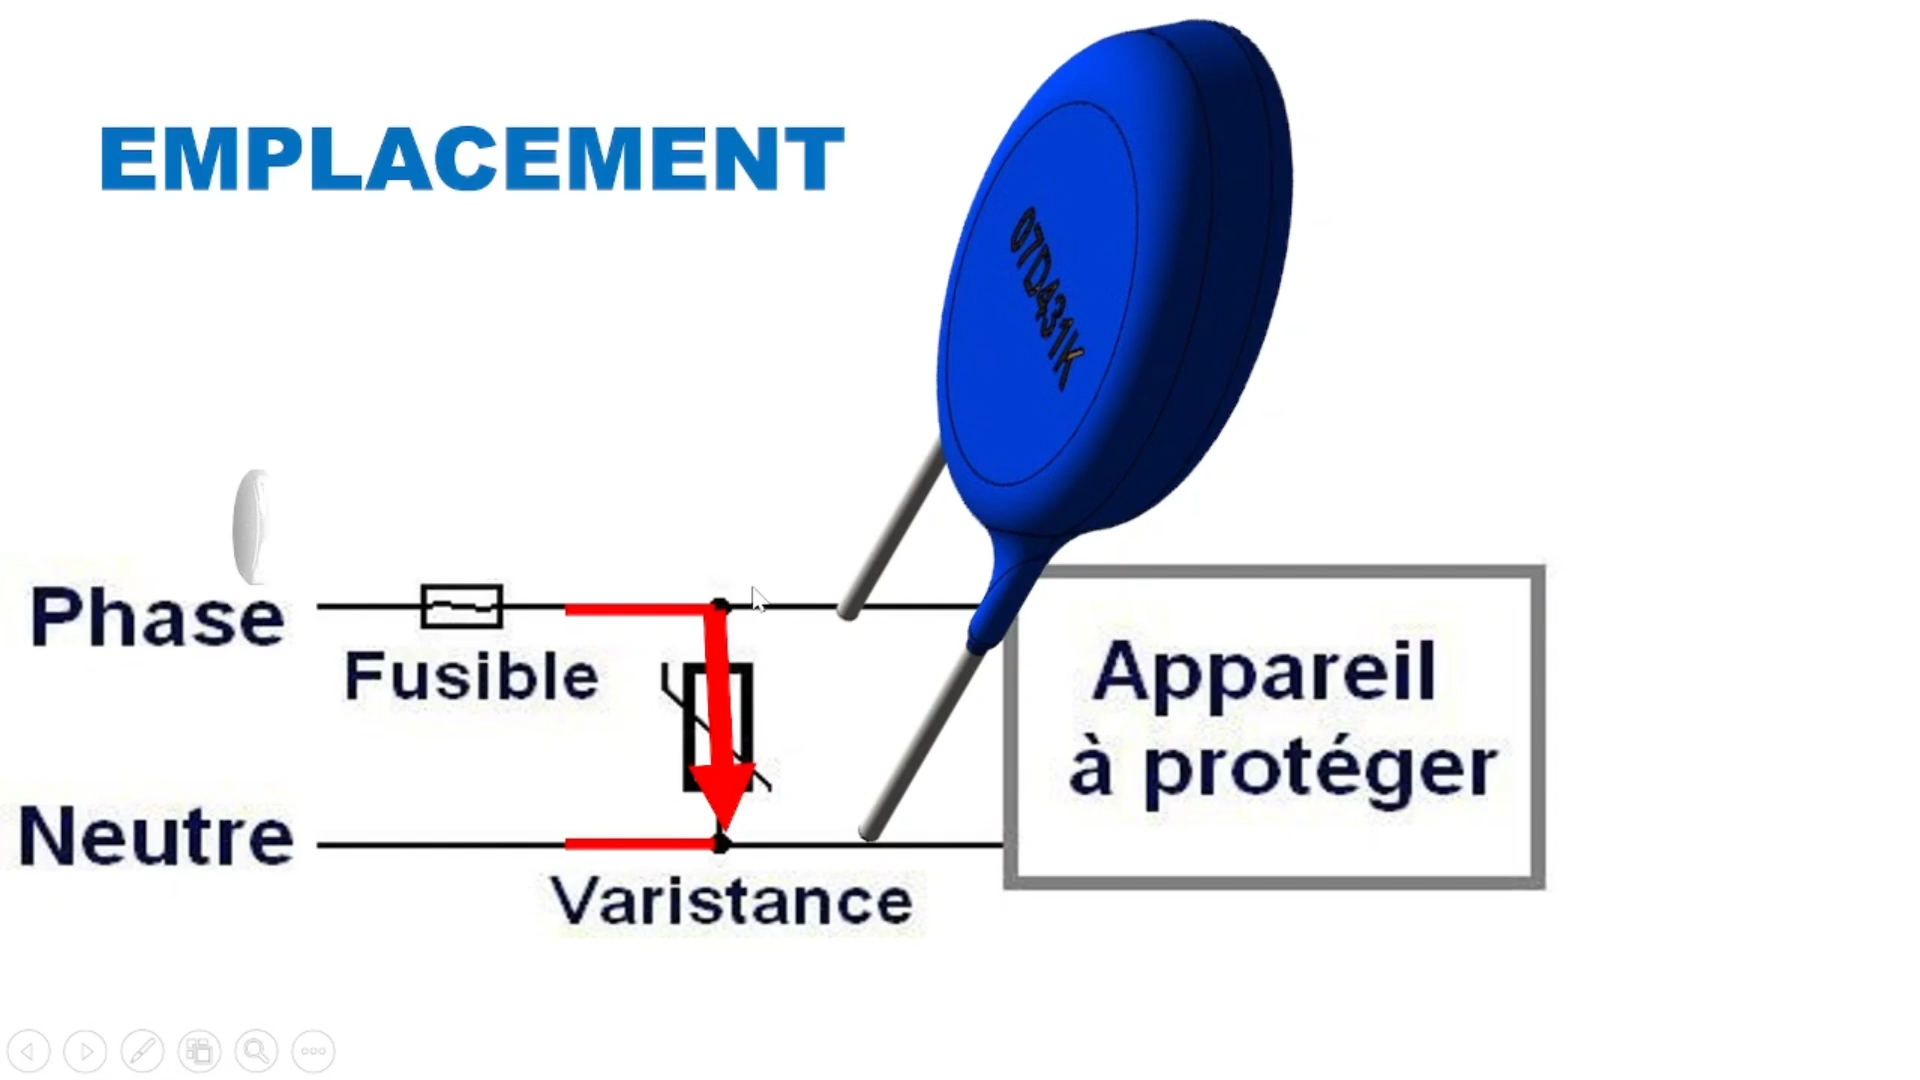 EMPLACEMENT
07D431K
Phase
Fusible
Appareil
à protéger
Neutre
Varistance